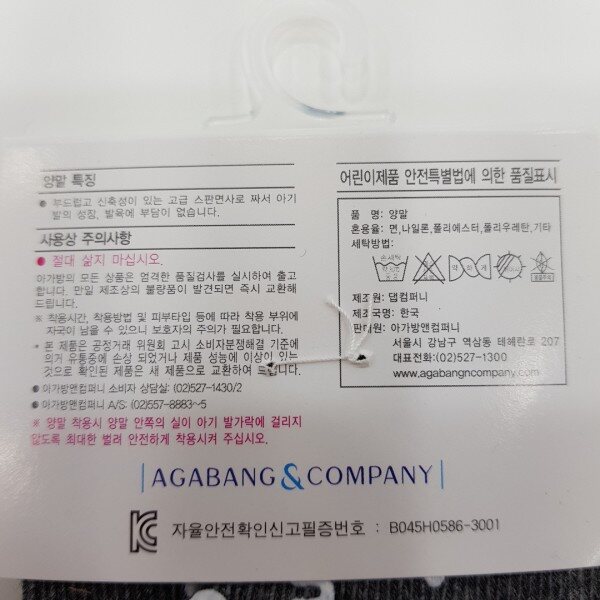 양말 특징
● 부드럽고 신축성이 있는 고급 스판면사로 짜서 아기
발의 성장, 발육에 부담이 없습니다.
사용상 주의사항
● 절대 삶지 마십시오.
아가방의 모든 상품은 엄격한 품질검사를 실시하여 출고
합니다. 만일 제조상의 불량품이 발견되면 즉시 교환해
드립니다.
※ 착용시간, 착용방법 및 피부타입 등에 따라 착용 부위에
자국이 남을 수 있으니 보호자의 주의가 필요합니다.
* 본 제품은 공정거래 위원회 고시 소비자분쟁해결 기준에
의거 유통중에 손상 되었거나 제품 성능에 이상이 있는
것으로 확인된 제품은 새 제품으로 교환하여 드립니다.
● 아가방앤컴퍼니 소비자 상담실: (02)527-1430/2
● 아가방앤컴퍼니 A/S: (02)557-8883~5
※ 양말 착용시 양말 안쪽의 실이 아기 발가락에 걸리지
않도록 최대한 벌려 안전하게 착용시켜 주십시오.
어린이제품 안전특별법에 의한 품질표시
품 명: 양말
혼용율: 면,나일론,폴리에스터,폴리우레탄,기타
세탁방법:
손세탁
약하게
제조원: 댑컴퍼니
제조국명: 한국
판매원: 아가방앤컴퍼니
서울시 강남구 역삼동 테헤란로 207
대표전화:(02)527-1300
www.agabangncompany.com
AGABANG&COMPANY
자율안전확인신고필증번호 : B045H0586-3001